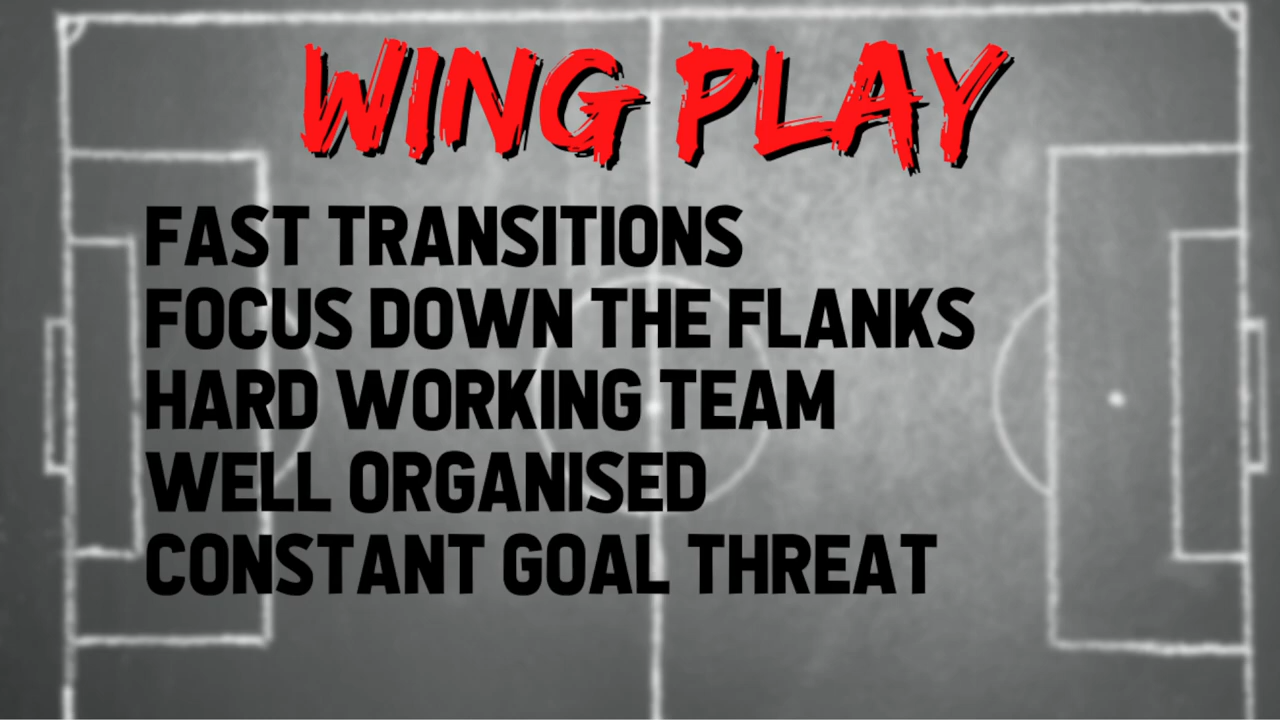 WING PLAY
FAST TRANSITIONS
FOCUS DOWN THE FLANKS
HARD WORKING TEAM
WELL ORGANISED
CONSTANT GOAL THREAT